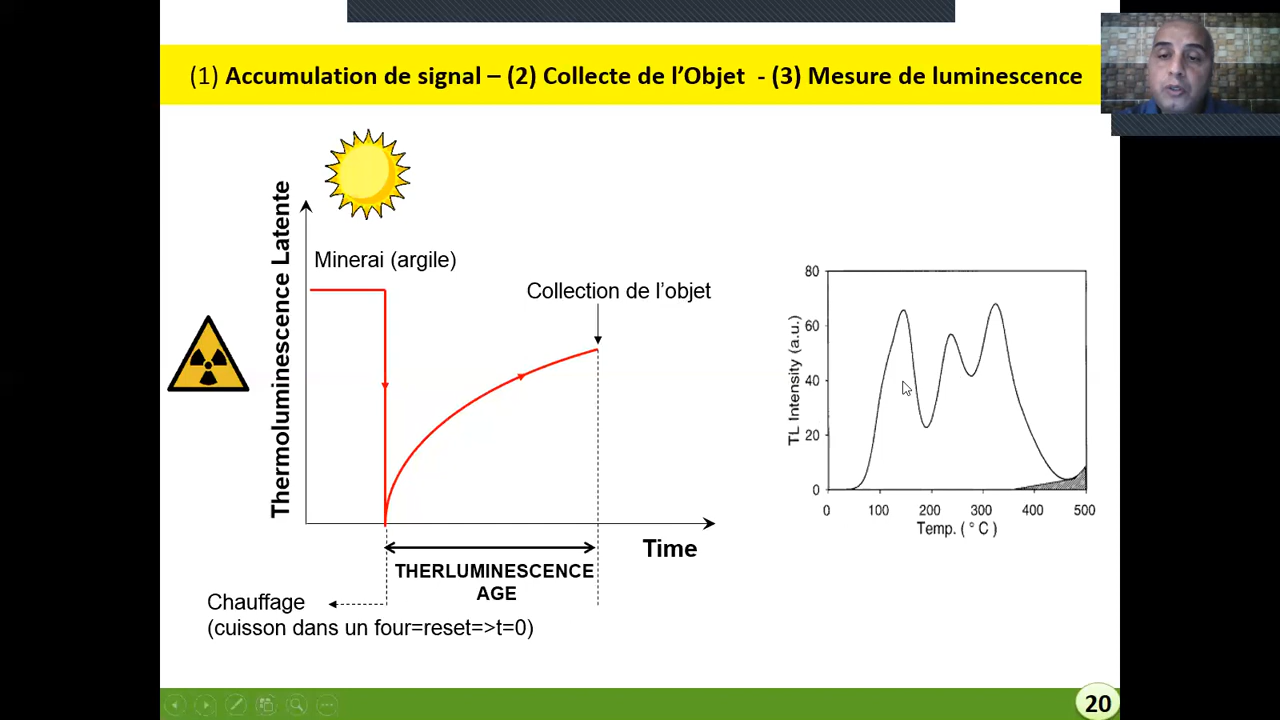 (1) Accumulation de signal – (2) Collecte de l’Objet - (3) Mesure de luminescence
Thermoluminescence Latente
Minerai (argile)
Collection de l’objet
Time
THERLUMINESCENCE
AGE
Chauffage
(cuisson dans un four=reset=>t=0)
TL Intensity (a.u.)
80
60
40
20
0
0 100 200 300 400 500
Temp. ( ° C )
20